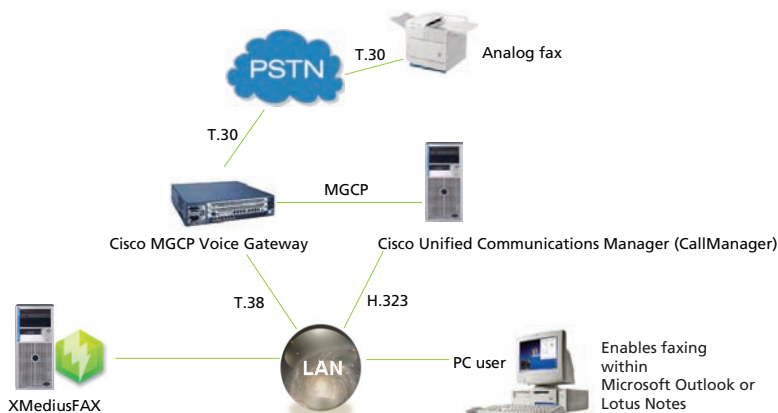 T.30
Analog fax
PSTN
T.30
MGCP
Cisco MGCP Voice Gateway
Cisco Unified Communications Manager (CallManager)
T.38
H.323
LAN
PC user
Enables faxing
within
Microsoft Outlook or
Lotus Notes
XMediusFAX